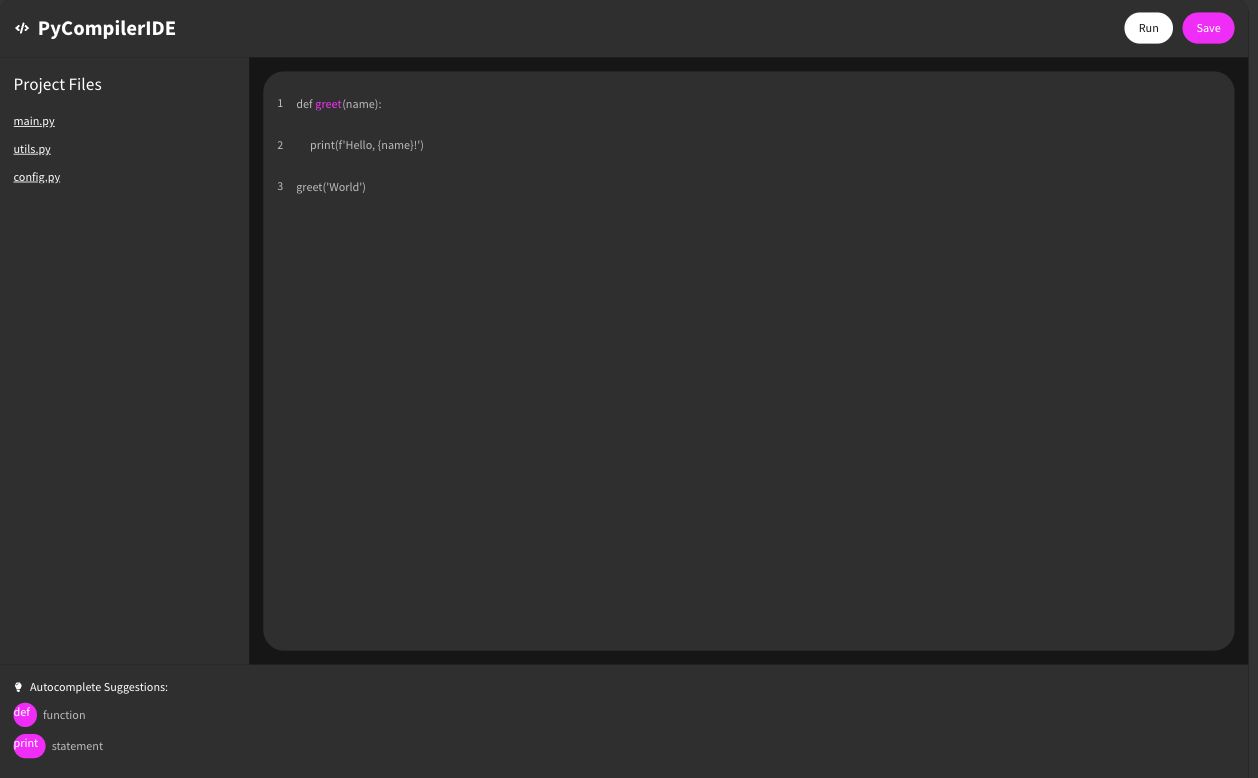 </> PyCompilerIDE
Run
Save
Project Files
main.py
utils.py
config.py
1 def greet(name):
2 print(f'Hello, {name}!')
3 greet('World')
Autocomplete Suggestions:
def function
print statement